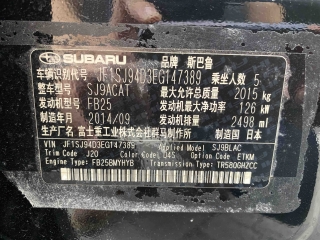 SUBARU 品牌 斯巴鲁
车辆识别代号 JF1SJ94D3EG147389 乘坐人数 5
整车型号 SJ9ACAT 最大允许总质量 2015 kg
发动机型号 FB25 发动机最大净功率 126 kW
制造年月 2014/09 发动机排量 2498 ml
日本 富士重工业株式会社群马制作所制造
VIN JF1SJ94D3EG147389 Applied Model SJ9BLAC
Trim Code J20 Color Code D4S Option Code ETKM
Engine Type FB25BMYHYB Transmission Type TR580GHZCC